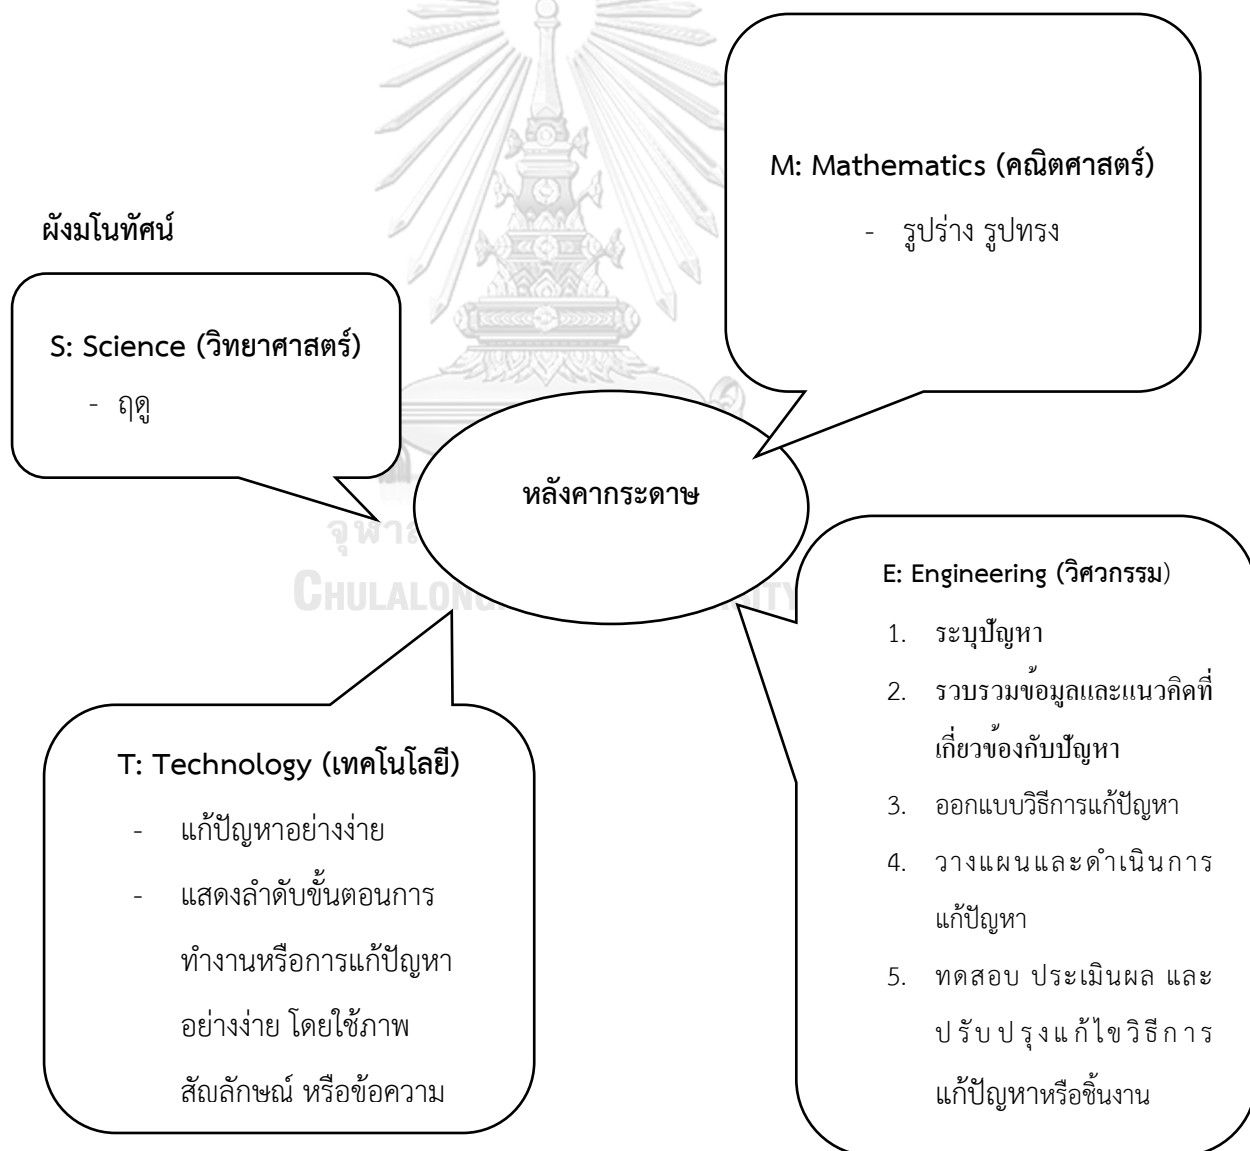 ผังมโนทัศน์
M: Mathematics (คณิตศาสตร์)
- รูปร่าง รูปทรง
S: Science (วิทยาศาสตร์)
- ฤดู
หลังคากระดาษ
E: Engineering (วิศวกรรม)
1. ระบุปัญหา
2. รวบรวมข้อมูลและแนวคิดที่
เกี่ยวข้องกับปัญหา
3. ออกแบบวิธีการแก้ปัญหา
4. วางแผนและดำเนินการ
แก้ปัญหา
5. ทดสอบ ประเมินผล และ
ปรับปรุงแก้ไขวิธีการ
แก้ปัญหาหรือชิ้นงาน
T: Technology (เทคโนโลยี)
- แก้ปัญหาอย่างง่าย
- แสดงลำดับขั้นตอนการ
ทำงานหรือการแก้ปัญหา
อย่างง่าย โดยใช้ภาพ
สัญลักษณ์ หรือข้อความ